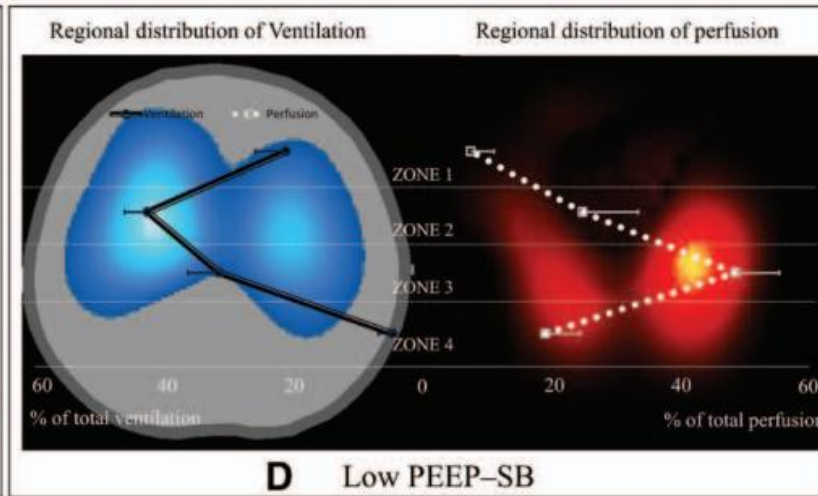 Regional distribution of Ventilation
Regional distribution of perfusion
Ventilation
Perfusion
ZONE 1
ZONE 2
ZONE 3
ZONE 4
60 40 20 0 20 40 60
% of total ventilation
% of total perfusion
D Low PEEP–SB